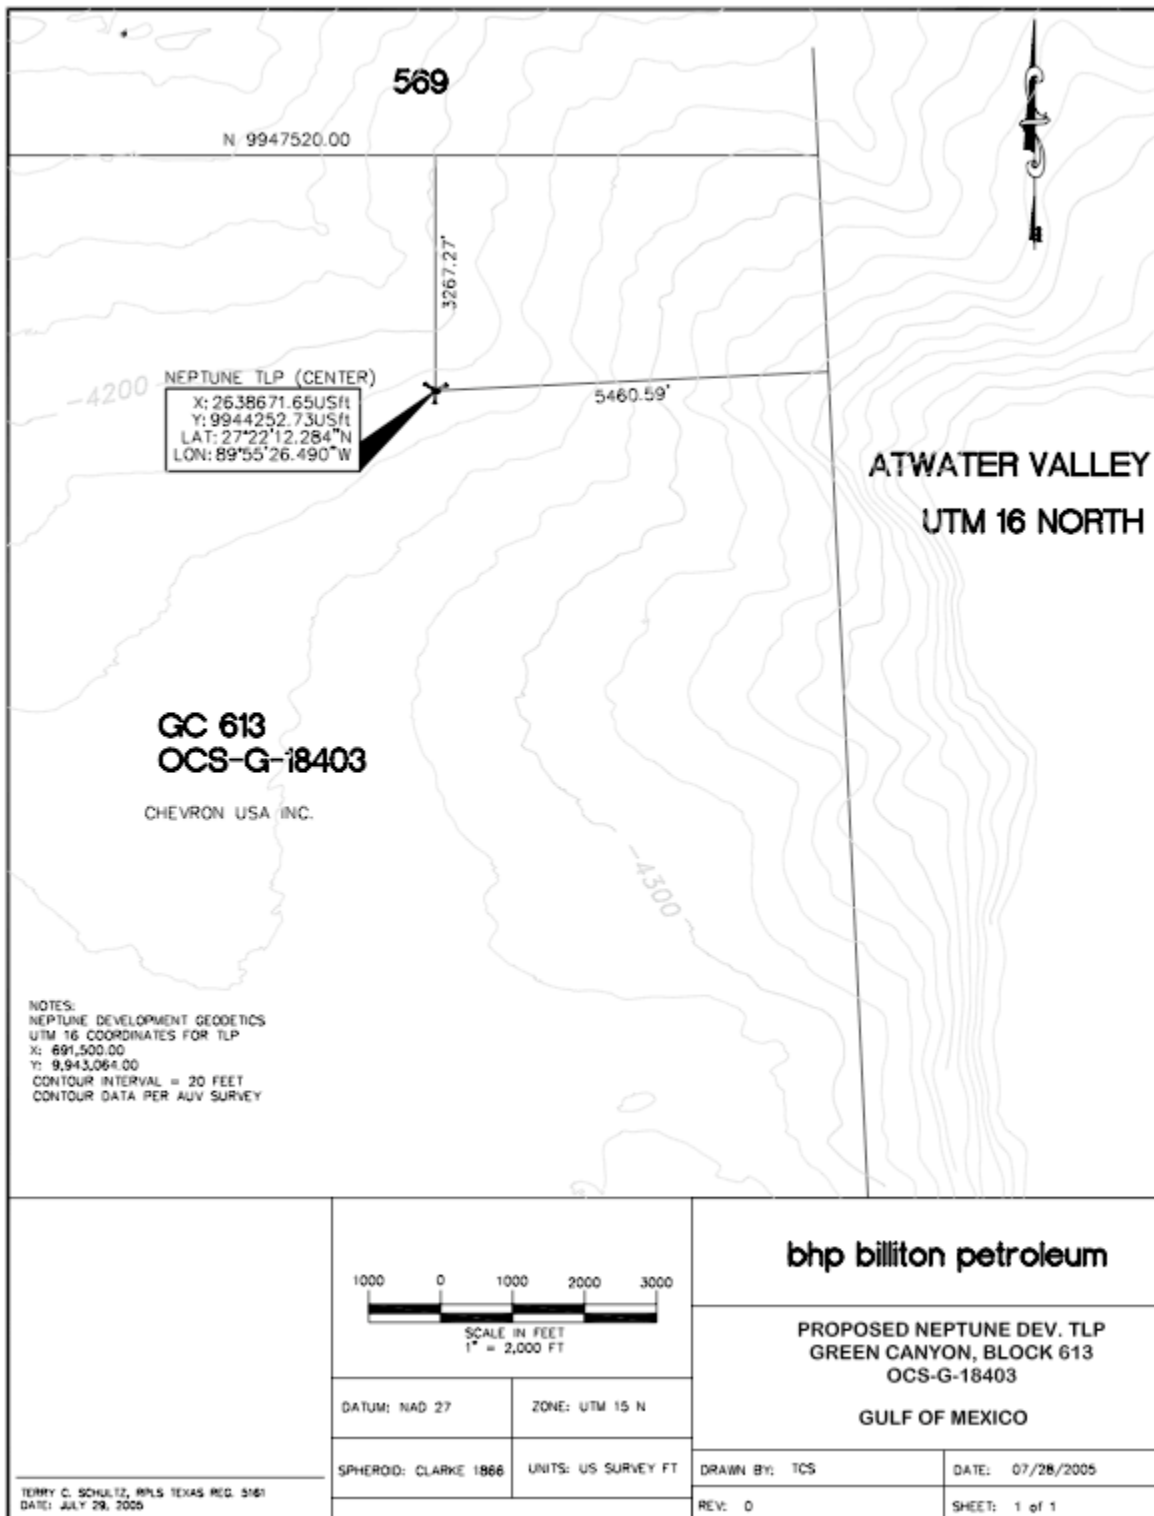 569
N 9947520.00
3267.27'
-4200
NEPTUNE TLP (CENTER)
X: 2638671.65USft
Y: 9944252.73USft
LAT: 27°22'12.284"N
LON: 89°55'26.490"W
5460.59'
ATWATER VALLEY
UTM 16 NORTH
GC 613
OCS-G-18403
CHEVRON USA INC.
-4300
NOTES:
NEPTUNE DEVELOPMENT GEODETICS
UTM 16 COORDINATES FOR TLP
X: 691,500.00
Y: 9,943,064.00
CONTOUR INTERVAL = 20 FEET
CONTOUR DATA PER AUV SURVEY
TERRY C. SCHULTZ, RPLS TEXAS REG. 5161
DATE: JULY 29, 2005
1000 0 1000 2000 3000
SCALE IN FEET
1" = 2,000 FT
DATUM: NAD 27
ZONE: UTM 15 N
SPHEROID: CLARKE 1866
UNITS: US SURVEY FT
bhp billiton petroleum
PROPOSED NEPTUNE DEV. TLP
GREEN CANYON, BLOCK 613
OCS-G-18403
GULF OF MEXICO
DRAWN BY: TCS
DATE: 07/28/2005
REV: 0
SHEET: 1 of 1